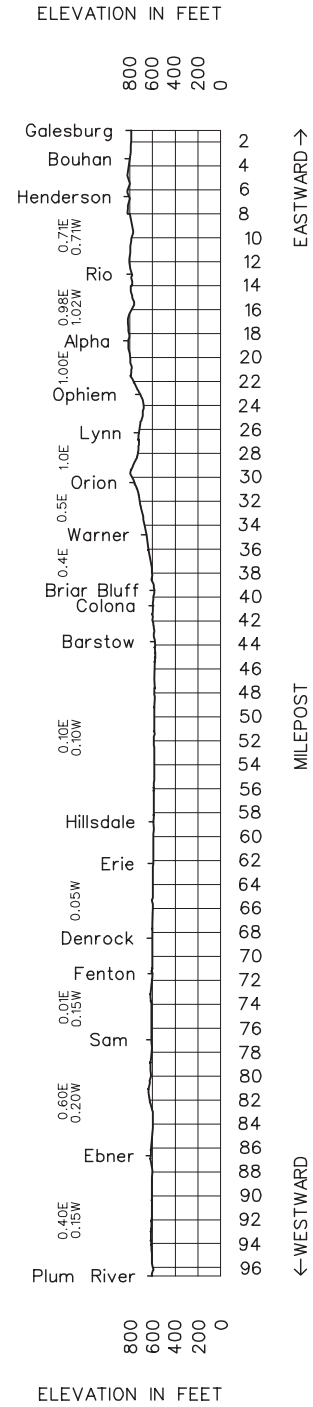 ELEVATION IN FEET
800 600 400 200 0
Galesburg
2
Bouhan
4
EASTWARD →
6
Henderson
8
0.71E
0.71W
10
12
Rio
14
0.98E
1.02W
16
18
Alpha
20
1.00E
22
Ophiem
24
Lynn
26
28
1.0E
30
Orion
32
0.5E
34
Warner
36
0.4E
38
Briar Bluff
40
Colona
42
Barstow
44
46
48
50
0.10E
0.10W
52
MILEPOST
54
56
58
Hillsdale
60
Erie
62
64
0.05W
66
68
Denrock
70
Fenton
72
74
0.01E
0.15W
76
Sam
78
80
0.60E
0.20W
82
84
86
Ebner
88
90
0.40E
0.15W
92
←WESTWARD
94
96
Plum River
800 600 400 200 0
ELEVATION IN FEET